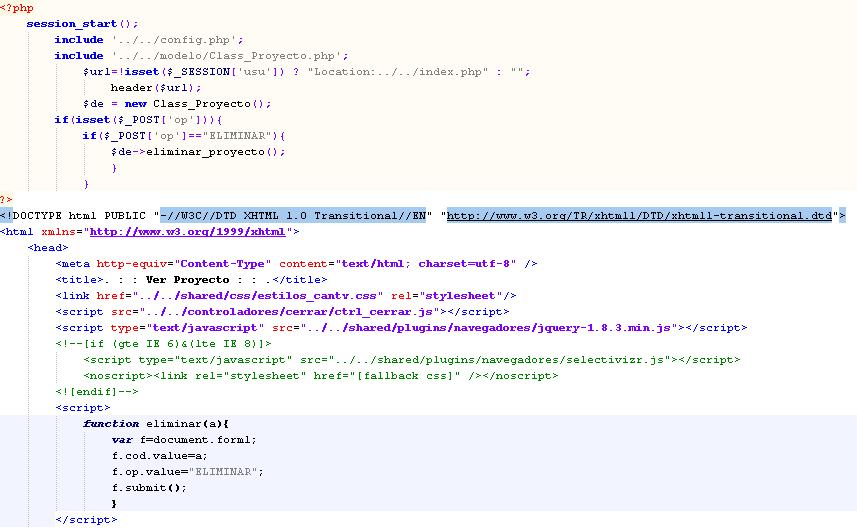 <?php
session_start();
include '../../config.php';
include '../../modelo/Class_Proyecto.php';
$url=!isset($_SESSION['usu']) ? "Location:../../index.php" : "";
header($url);
$de = new Class_Proyecto();
if(isset($_POST['op'])){
if($_POST['op']=="ELIMINAR"){
$de->eliminar_proyecto();
}
}
?>
<!DOCTYPE html PUBLIC "-//W3C//DTD XHTML 1.0 Transitional//EN" "http://www.w3.org/TR/xhtml1/DTD/xhtml1-transitional.dtd">
<html xmlns="http://www.w3.org/1999/xhtml">
<head>
<meta http-equiv="Content-Type" content="text/html; charset=utf-8" />
<title>. : : Ver Proyecto : : .</title>
<link href="../../shared/css/estilos_cantv.css" rel="stylesheet"/>
<script src="../../controladores/cerrar/ctrl_cerrar.js"></script>
<script type="text/javascript" src="../../shared/plugins/navegadores/jquery-1.8.3.min.js"></script>
<!--[if (gte IE 6)&(lte IE 8)]>
<script type="text/javascript" src="../../shared/plugins/navegadores/selectivizr.js"></script>
<noscript><link rel="stylesheet" href="[fallback css]" /></noscript>
<![endif]-->
<script>
function eliminar(a){
var f=document.form1;
f.cod.value=a;
f.op.value="ELIMINAR";
f.submit();
}
</script>